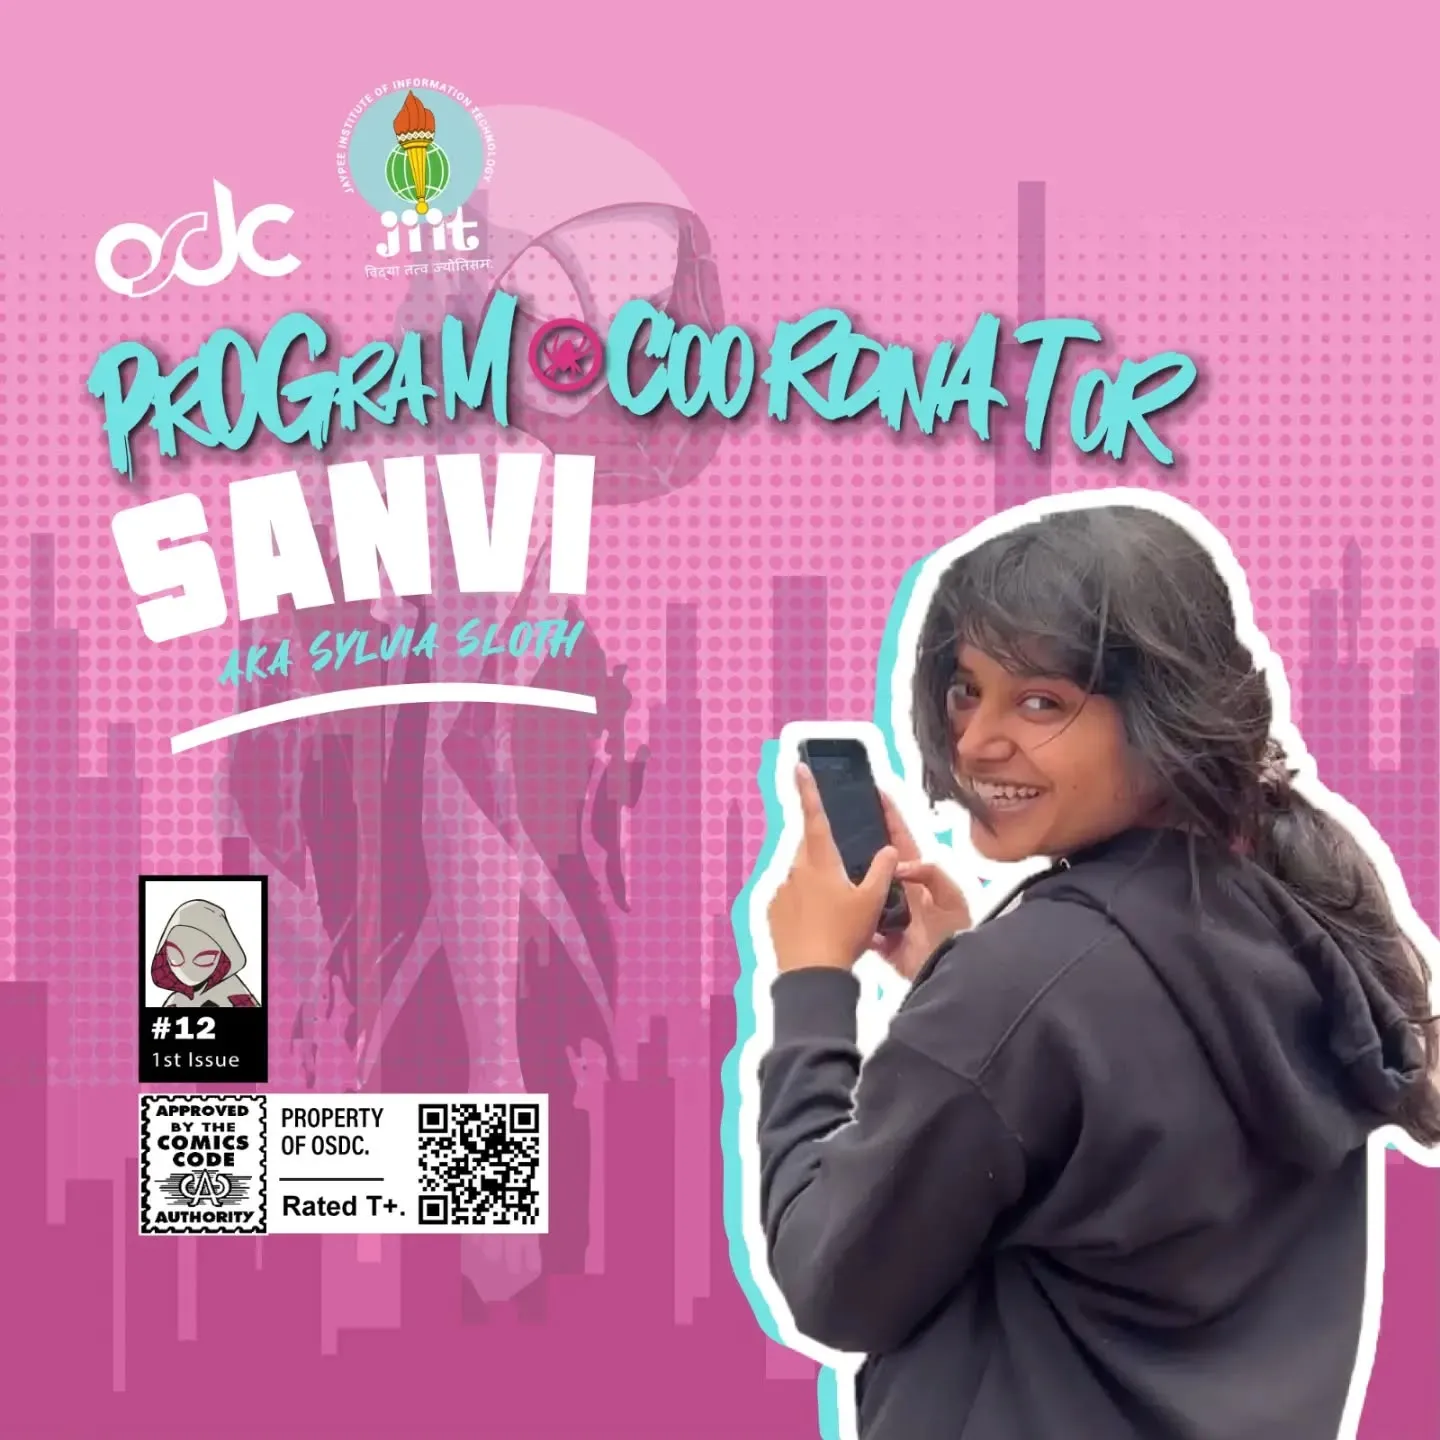 JAYPEE INSTITUTE OF INFORMATION TECHNOLOGY
osdc
jiit
विद्या तत्व ज्योतिसमः
PROGRAM COORDINATOR
SANVI
AKA SYLVIA SLOTH
#12
1st Issue
APPROVED
BY THE
COMICS
CODE
CA
AUTHORITY
PROPERTY
OF OSDC.
Rated T+.